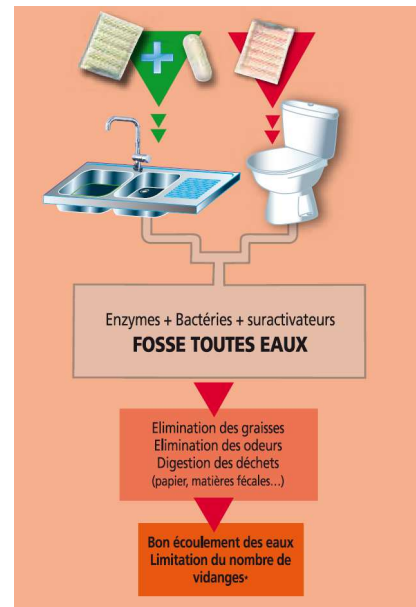 Enzymes + Bactéries + suractivateurs
FOSSE TOUTES EAUX
Elimination des graisses
Elimination des odeurs
Digestion des déchets
(papier, matières fécales...)
Bon écoulement des eaux
Limitation du nombre de
vidanges*